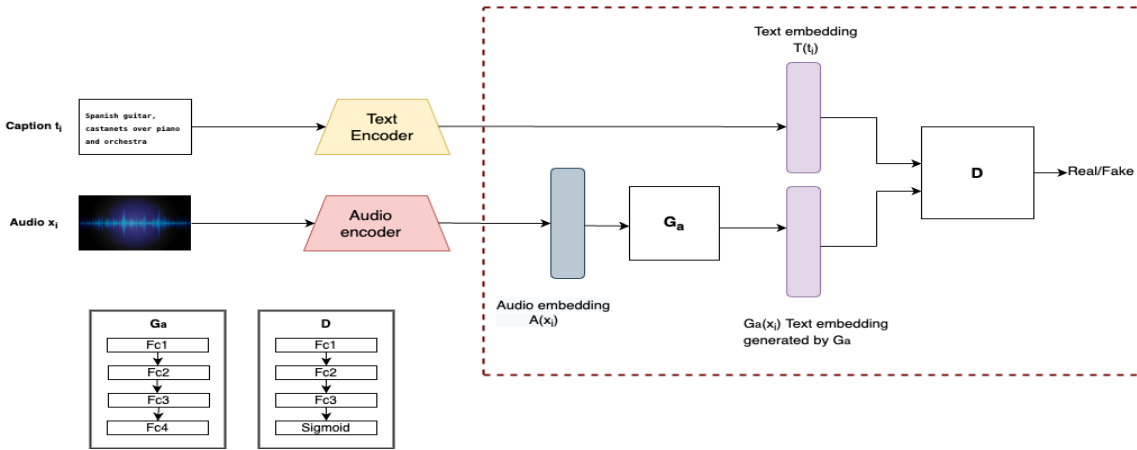 Text embedding
T(tᵢ)
Caption tᵢ
Spanish guitar,
castanets over piano
and orchestra
Text
Encoder
D
Real/Fake
Audio xᵢ
Audio
encoder
Gₐ
Audio embedding
A(xᵢ)
Ga(xᵢ) Text embedding
generated by Ga
Ga
Fc1
Fc2
Fc3
Fc4
D
Fc1
Fc2
Fc3
Sigmoid